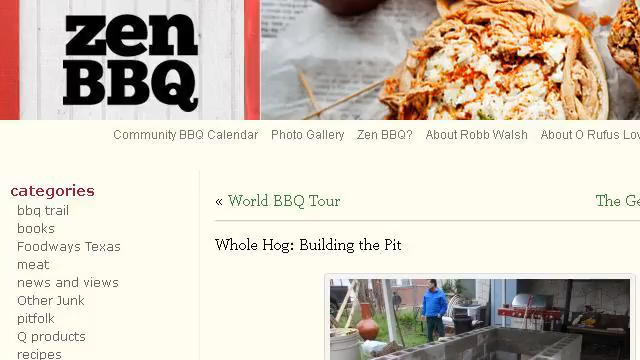 zen
BBQ
Community BBQ Calendar Photo Gallery Zen BBQ? About Robb Walsh About O Rufus Lov
categories
bbq trail
books
Foodways Texas
meat
news and views
Other Junk
pitfolk
Q products
recipes
« World BBQ Tour
The Ge
Whole Hog: Building the Pit